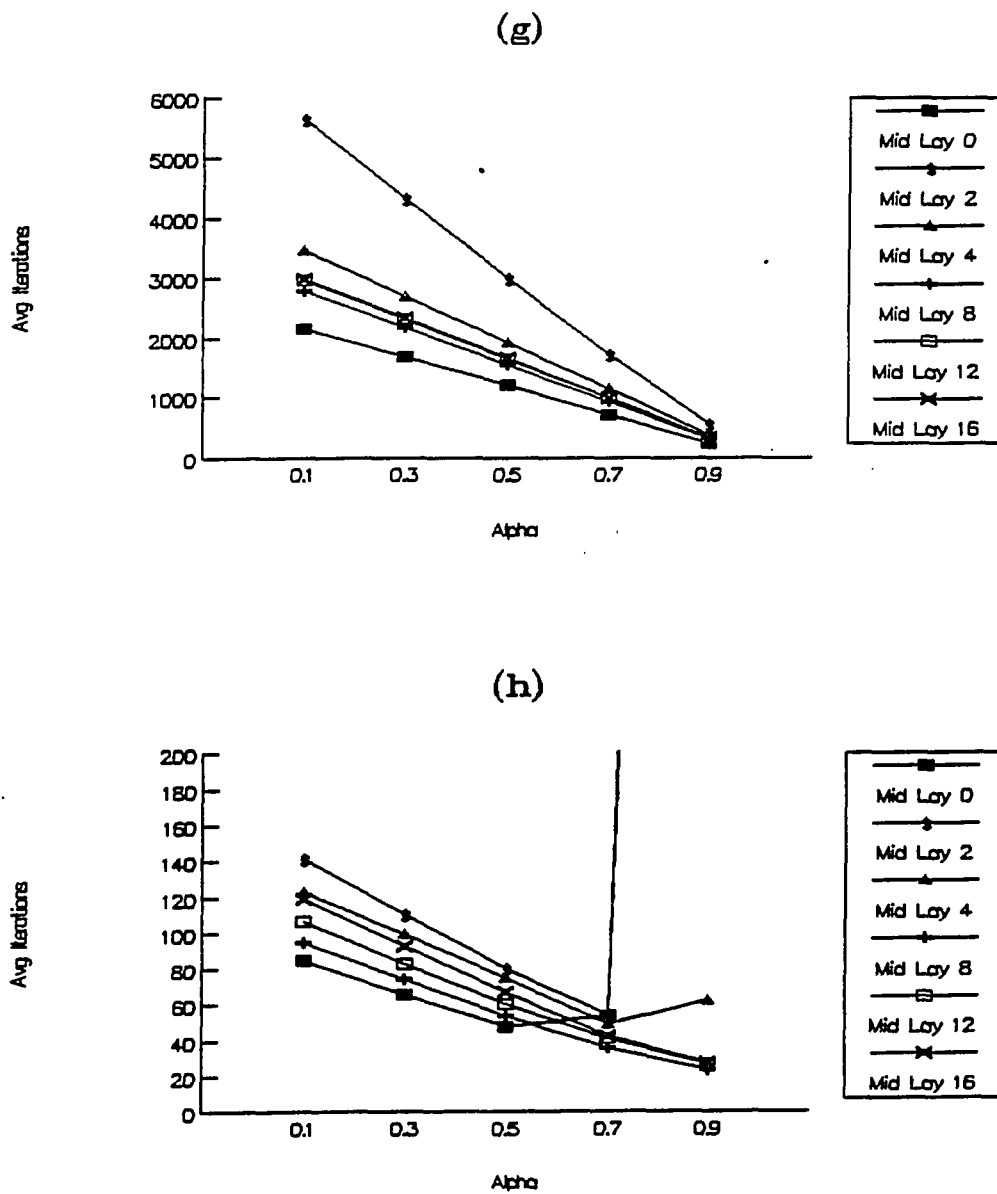 (g)
6000
5000
4000
3000
2000
1000
0
Avg Iterations
0.1 0.3 0.5 0.7 0.9
Alpha
Mid Lay 0
Mid Lay 2
Mid Lay 4
Mid Lay 8
Mid Lay 12
Mid Lay 16
(h)
200
180
160
140
120
100
80
60
40
20
0
Avg Iterations
0.1 0.3 0.5 0.7 0.9
Alpha
Mid Lay 0
Mid Lay 2
Mid Lay 4
Mid Lay 8
Mid Lay 12
Mid Lay 16